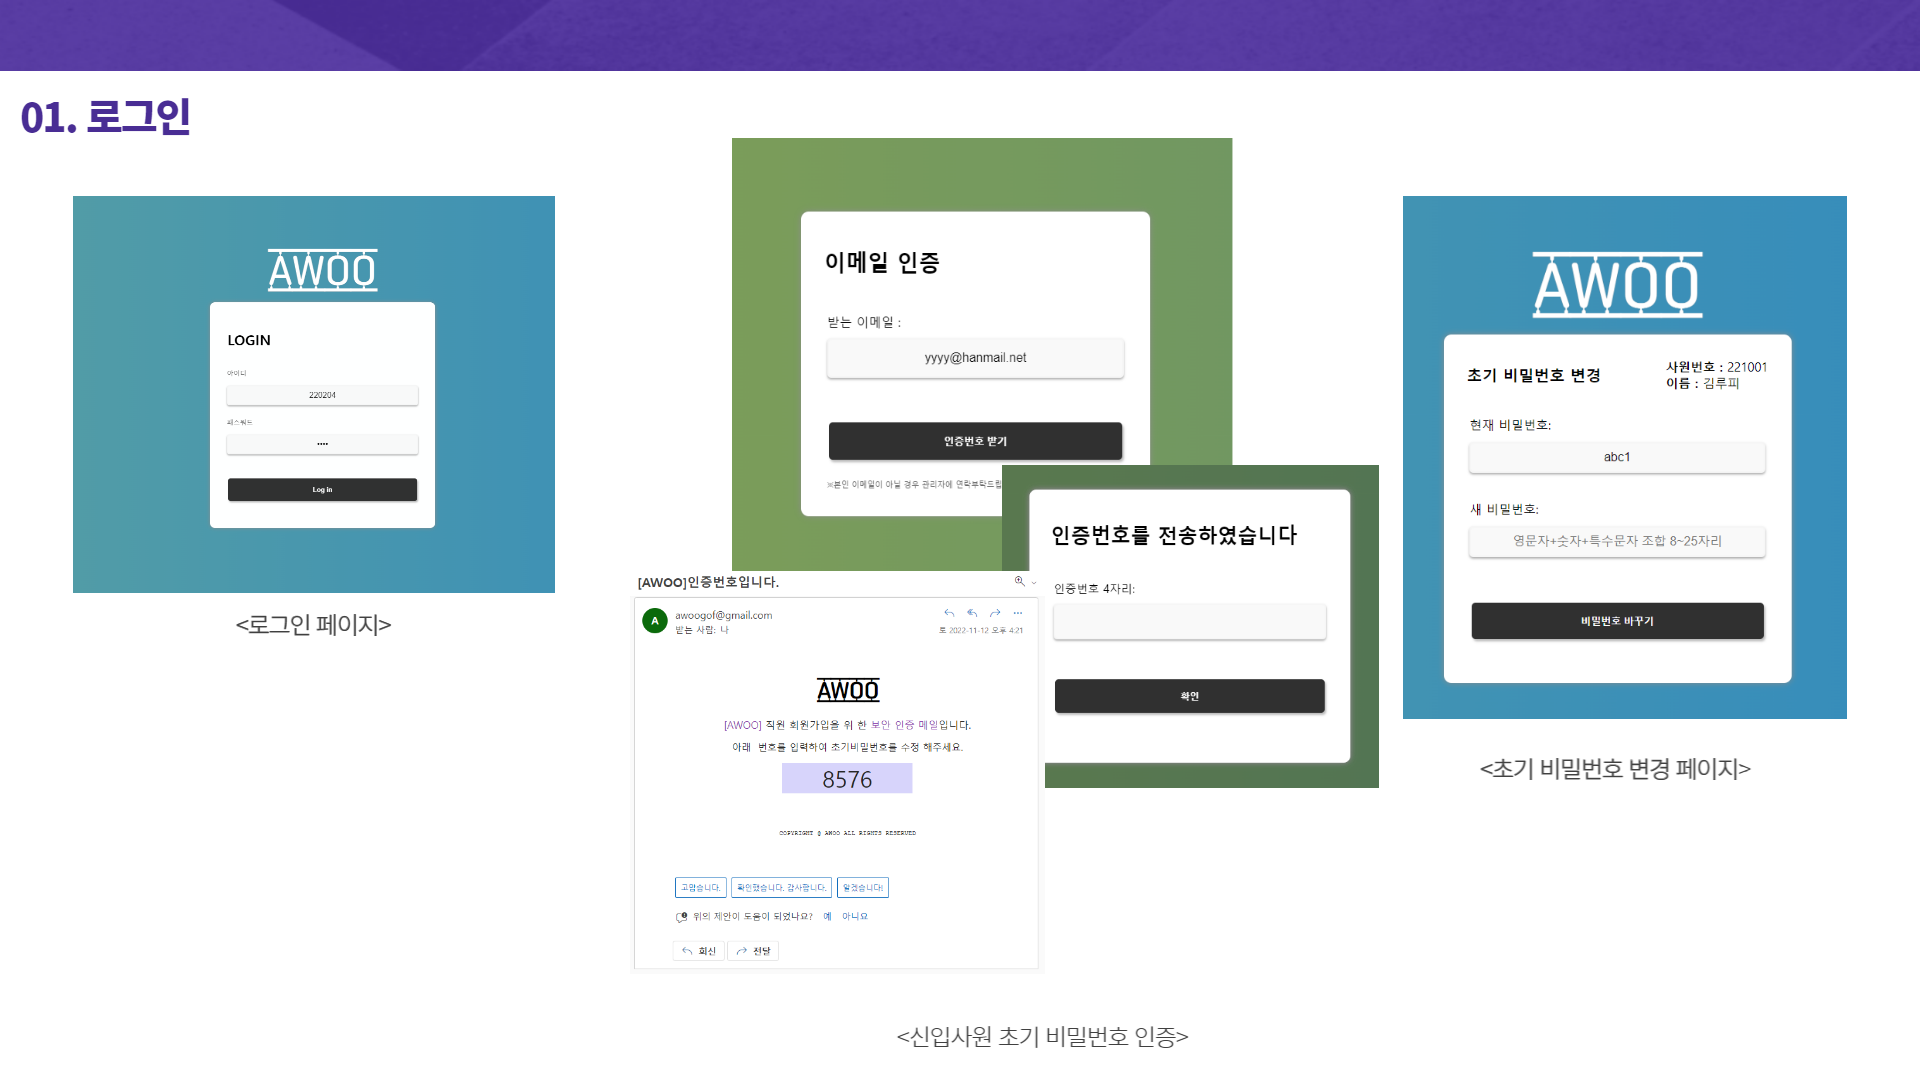 01. 로그인
AWOO
LOGIN
아이디
220204
패스워드
••••
Log in
<로그인 페이지>
이메일 인증
받는 이메일 :
yyyy@hanmail.net
인증번호 받기
※본인 이메일이 아닐 경우 관리자에 연락부탁드립
인증번호를 전송하였습니다
인증번호 4자리:
확인
[AWOO]인증번호입니다.
A
awoogof@gmail.com
받는 사람: 나
토 2022-11-12 오후 4:21
AWOO
[AWOO] 직원 회원가입을 위 한 보안 인증 메일입니다.
아래 번호를 입력하여 초기비밀번호를 수정 해주세요.
8576
COPYRIGHT @ AWOO ALL RIGHTS RESERVED
고맙습니다.
확인했습니다. 감사합니다.
알겠습니다!
위의 제안이 도움이 되었나요? 예 아니요
회신
전달
<신입사원 초기 비밀번호 인증>
AWOO
초기 비밀번호 변경
사원번호 : 221001
이름 : 김루피
현재 비밀번호:
abc1
새 비밀번호:
영문자+숫자+특수문자 조합 8~25자리
비밀번호 바꾸기
<초기 비밀번호 변경 페이지>